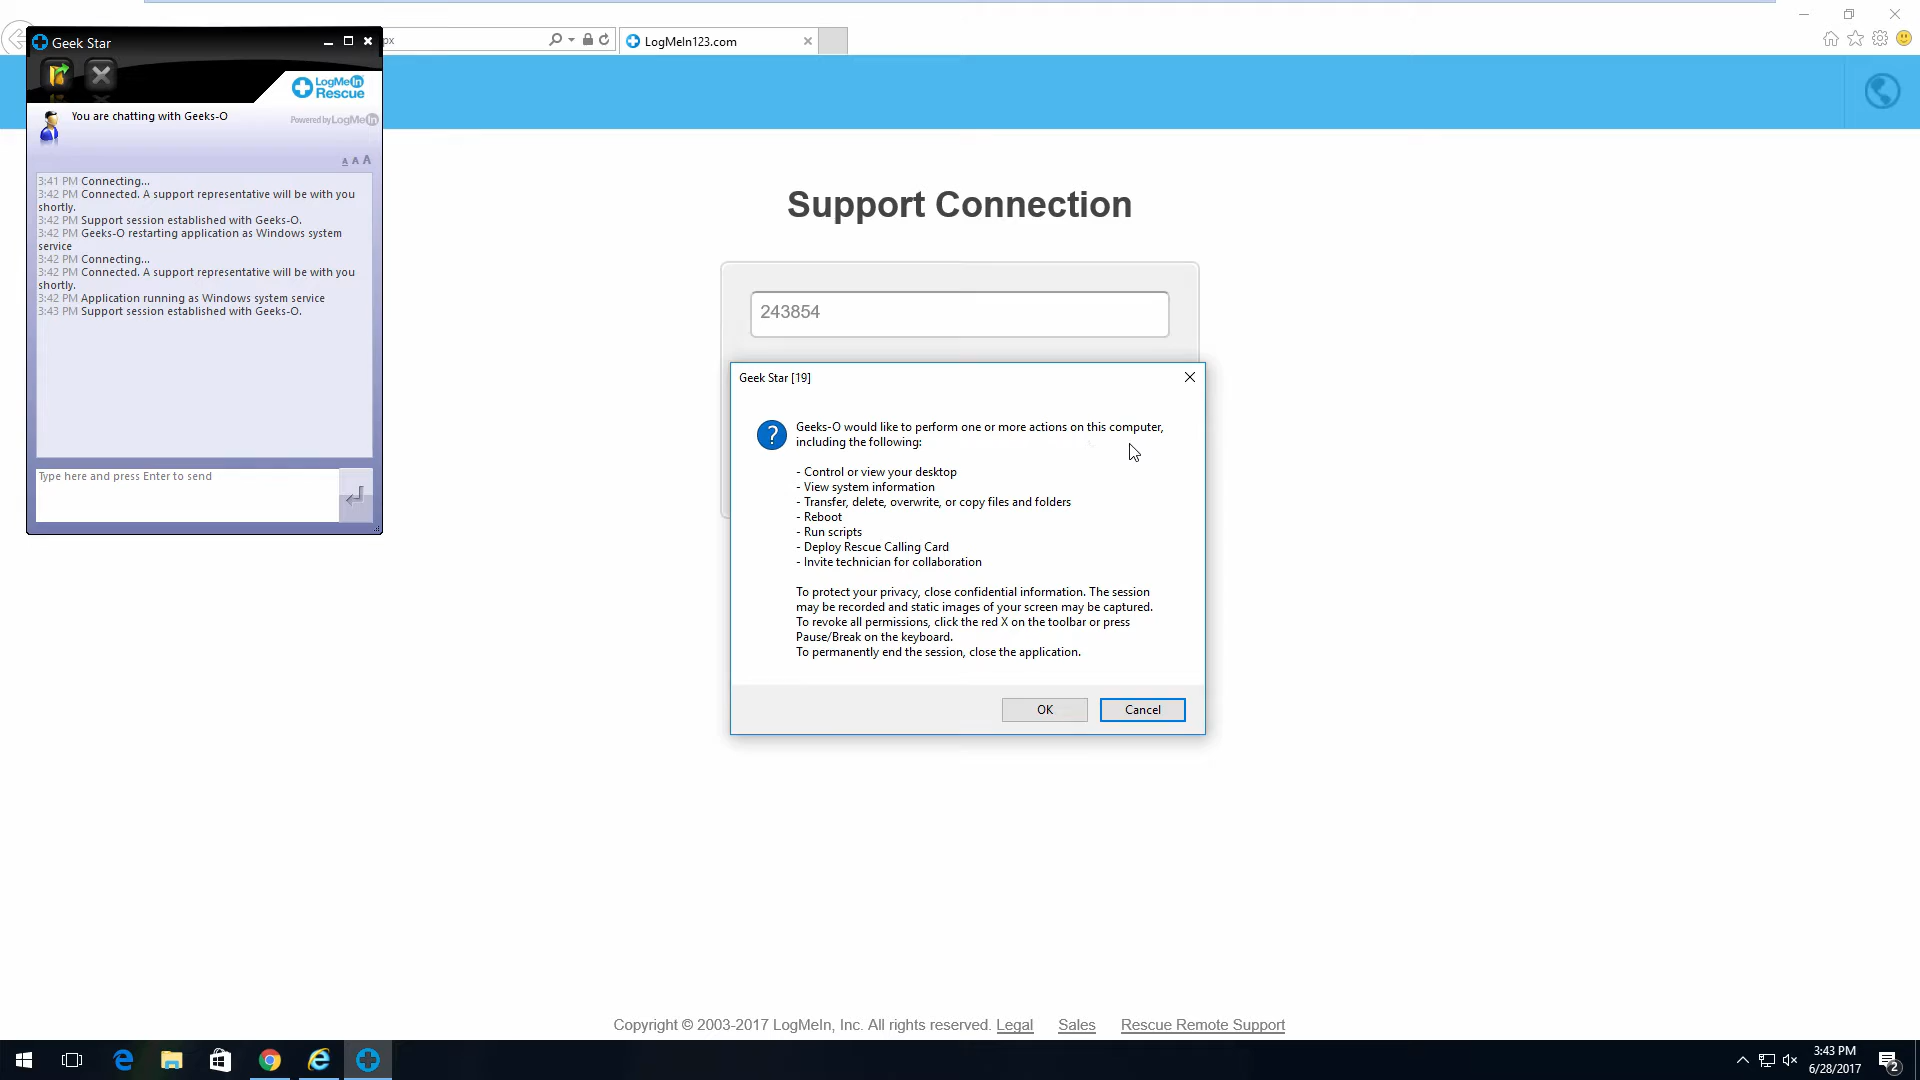 Geek Star
px
LogMeIn123.com
LogMeIn
Rescue
You are chatting with Geeks-O
Powered by LogMeIn
A A A
3:41 PM Connecting...
3:42 PM Connected. A support representative will be with you
shortly.
3:42 PM Support session established with Geeks-O.
3:42 PM Geeks-O restarting application as Windows system
service
3:42 PM Connecting...
3:42 PM Connected. A support representative will be with you
shortly.
3:42 PM Application running as Windows system service
3:43 PM Support session established with Geeks-O.
Type here and press Enter to send
Support Connection
243854
Geek Star [19]
Geeks-O would like to perform one or more actions on this computer,
including the following:
- Control or view your desktop
- View system information
- Transfer, delete, overwrite, or copy files and folders
- Reboot
- Run scripts
- Deploy Rescue Calling Card
- Invite technician for collaboration
To protect your privacy, close confidential information. The session
may be recorded and static images of your screen may be captured.
To revoke all permissions, click the red X on the toolbar or press
Pause/Break on the keyboard.
To permanently end the session, close the application.
OK Cancel
Copyright © 2003-2017 LogMeIn, Inc. All rights reserved. Legal Sales Rescue Remote Support
3:43 PM
6/28/2017
2